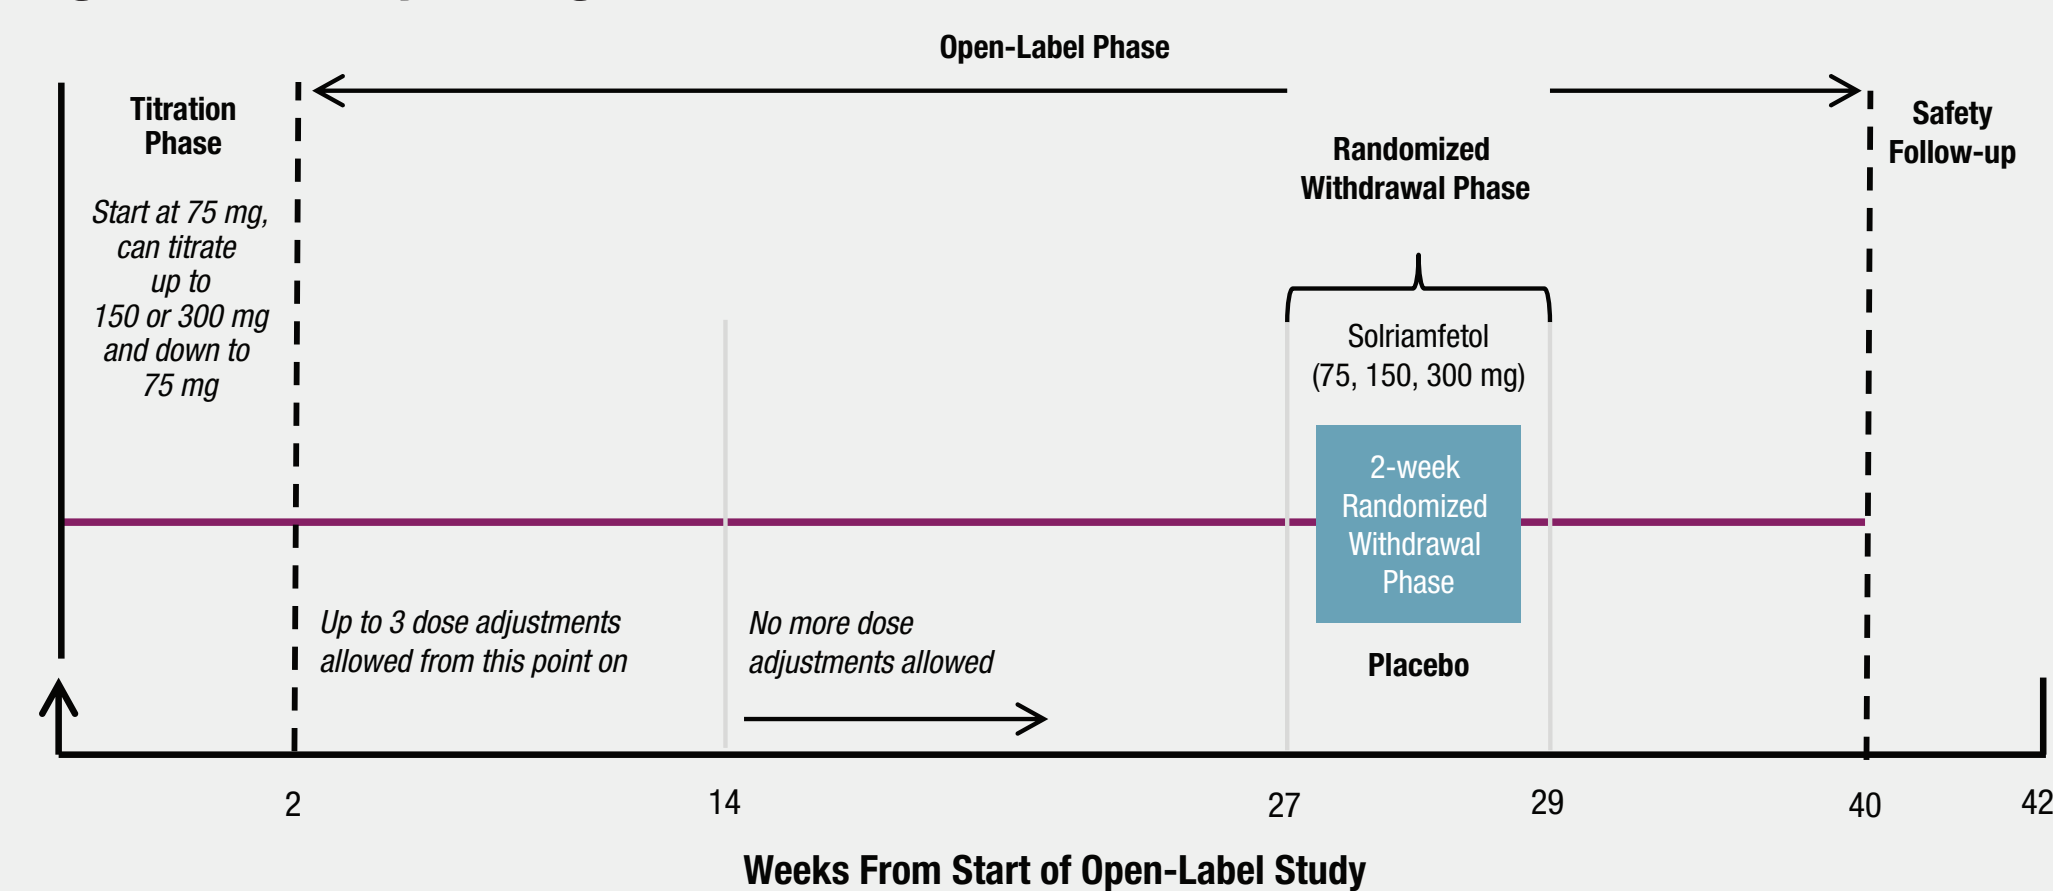 Open-Label Phase
Titration
Phase
Start at 75 mg,
can titrate
up to
150 or 300 mg
and down to
75 mg
Randomized
Withdrawal Phase
Safety
Follow-up
Solriamfetol
(75, 150, 300 mg)
2-week
Randomized
Withdrawal
Phase
Placebo
Up to 3 dose adjustments
allowed from this point on
No more dose
adjustments allowed
2
14
27
29
40
42
Weeks From Start of Open-Label Study